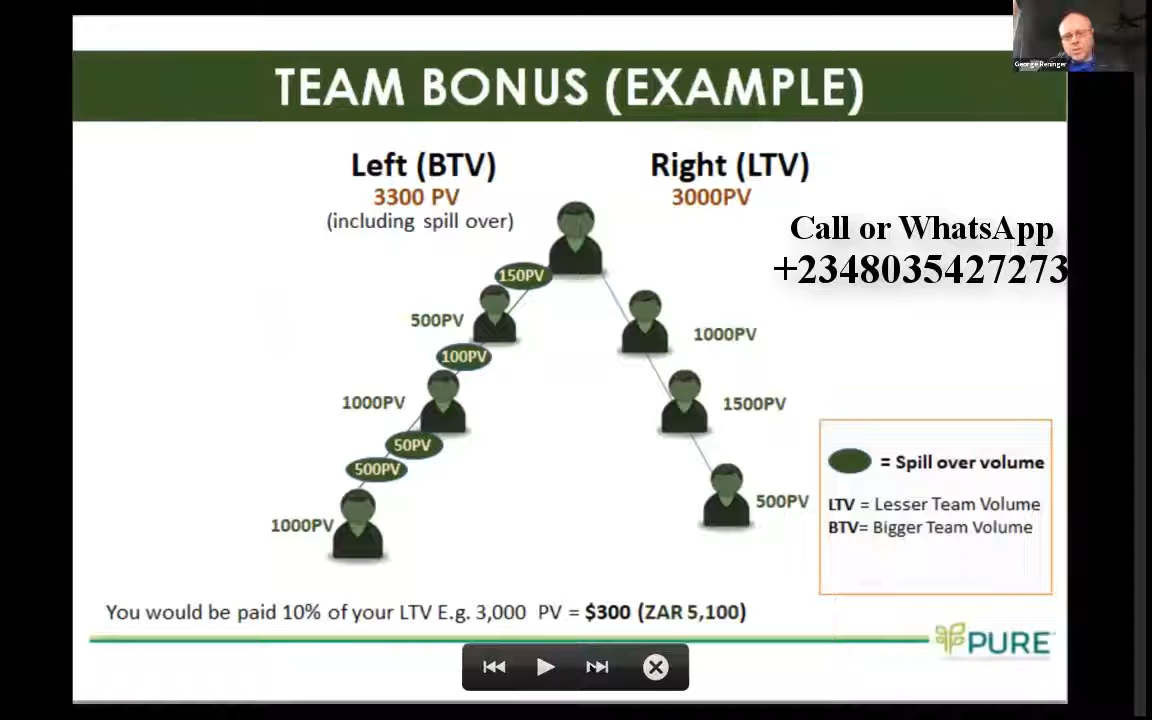 George Reninger
TEAM BONUS (EXAMPLE)
Left (BTV)
3300 PV
(including spill over)
Right (LTV)
3000PV
Call or WhatsApp
+2348035427273
150PV
500PV
100PV
1000PV
50PV
500PV
1000PV
1000PV
1500PV
500PV
= Spill over volume
LTV = Lesser Team Volume
BTV= Bigger Team Volume
You would be paid 10% of your LTV E.g. 3,000 PV = $300 (ZAR 5,100)
PURE